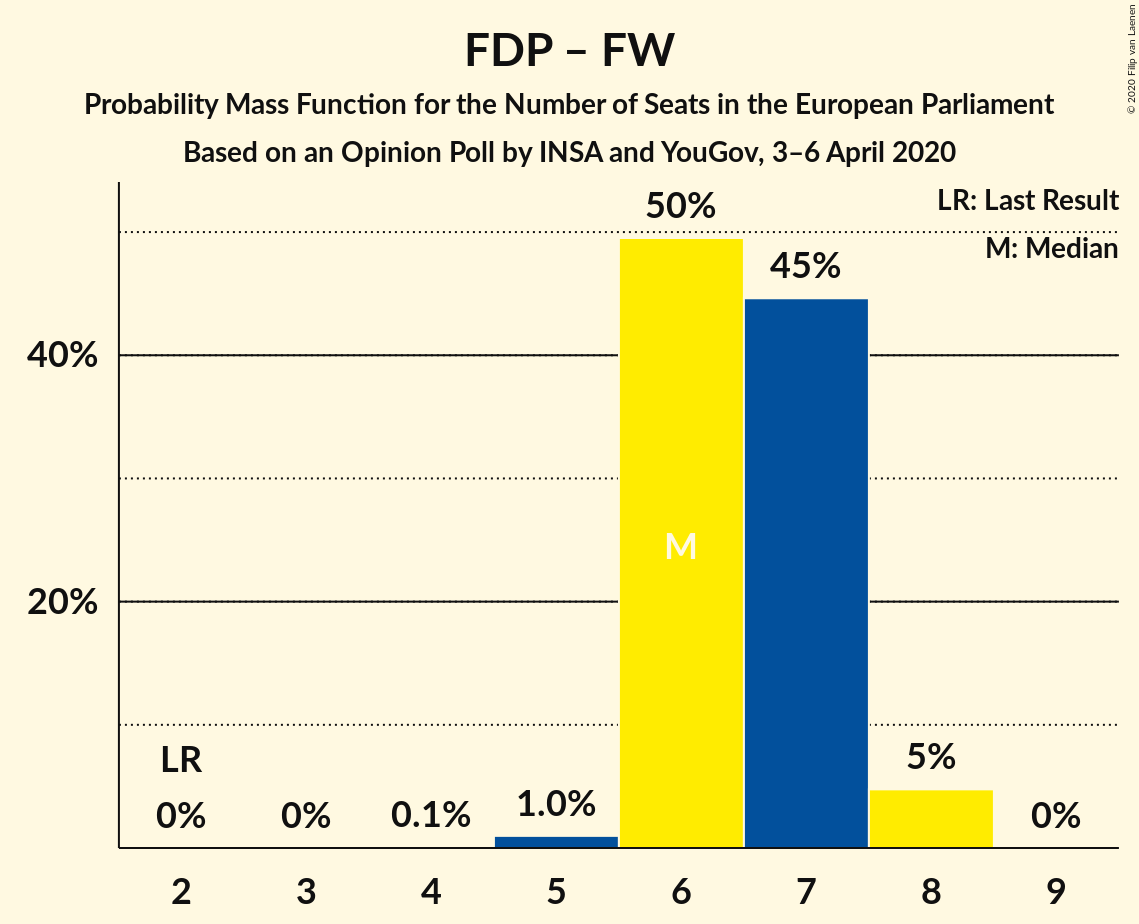 FDP – FW
Probability Mass Function for the Number of Seats in the European Parliament
Based on an Opinion Poll by INSA and YouGov, 3–6 April 2020
© 2020 Filip van Laenen
LR: Last Result
M: Median
50%
45%
40%
M
20%
LR
0%
0%
0.1%
1.0%
5%
0%
2 3 4 5 6 7 8 9